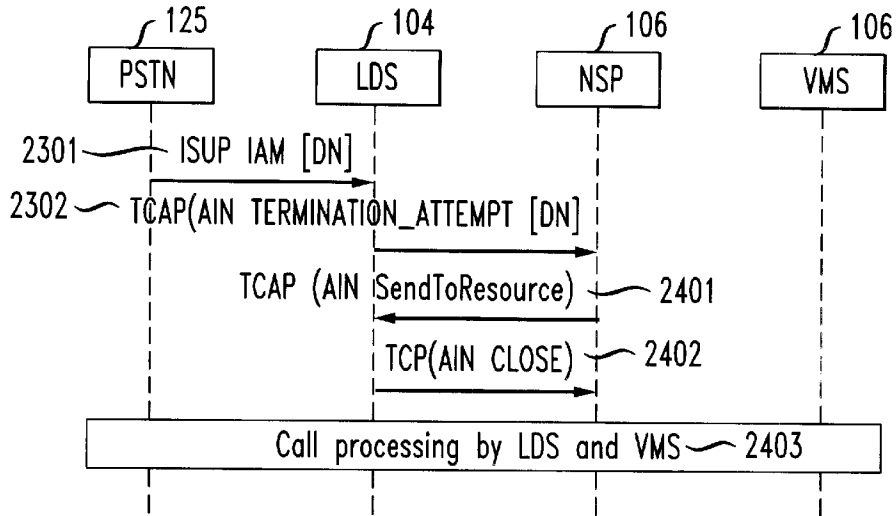 125 104 106 106
PSTN LDS NSP VMS
2301 ISUP IAM [DN]
2302 TCAP(AIN TERMINATION_ATTEMPT [DN]
TCAP (AIN SendToResource) 2401
TCP(AIN CLOSE) 2402
Call processing by LDS and VMS 2403